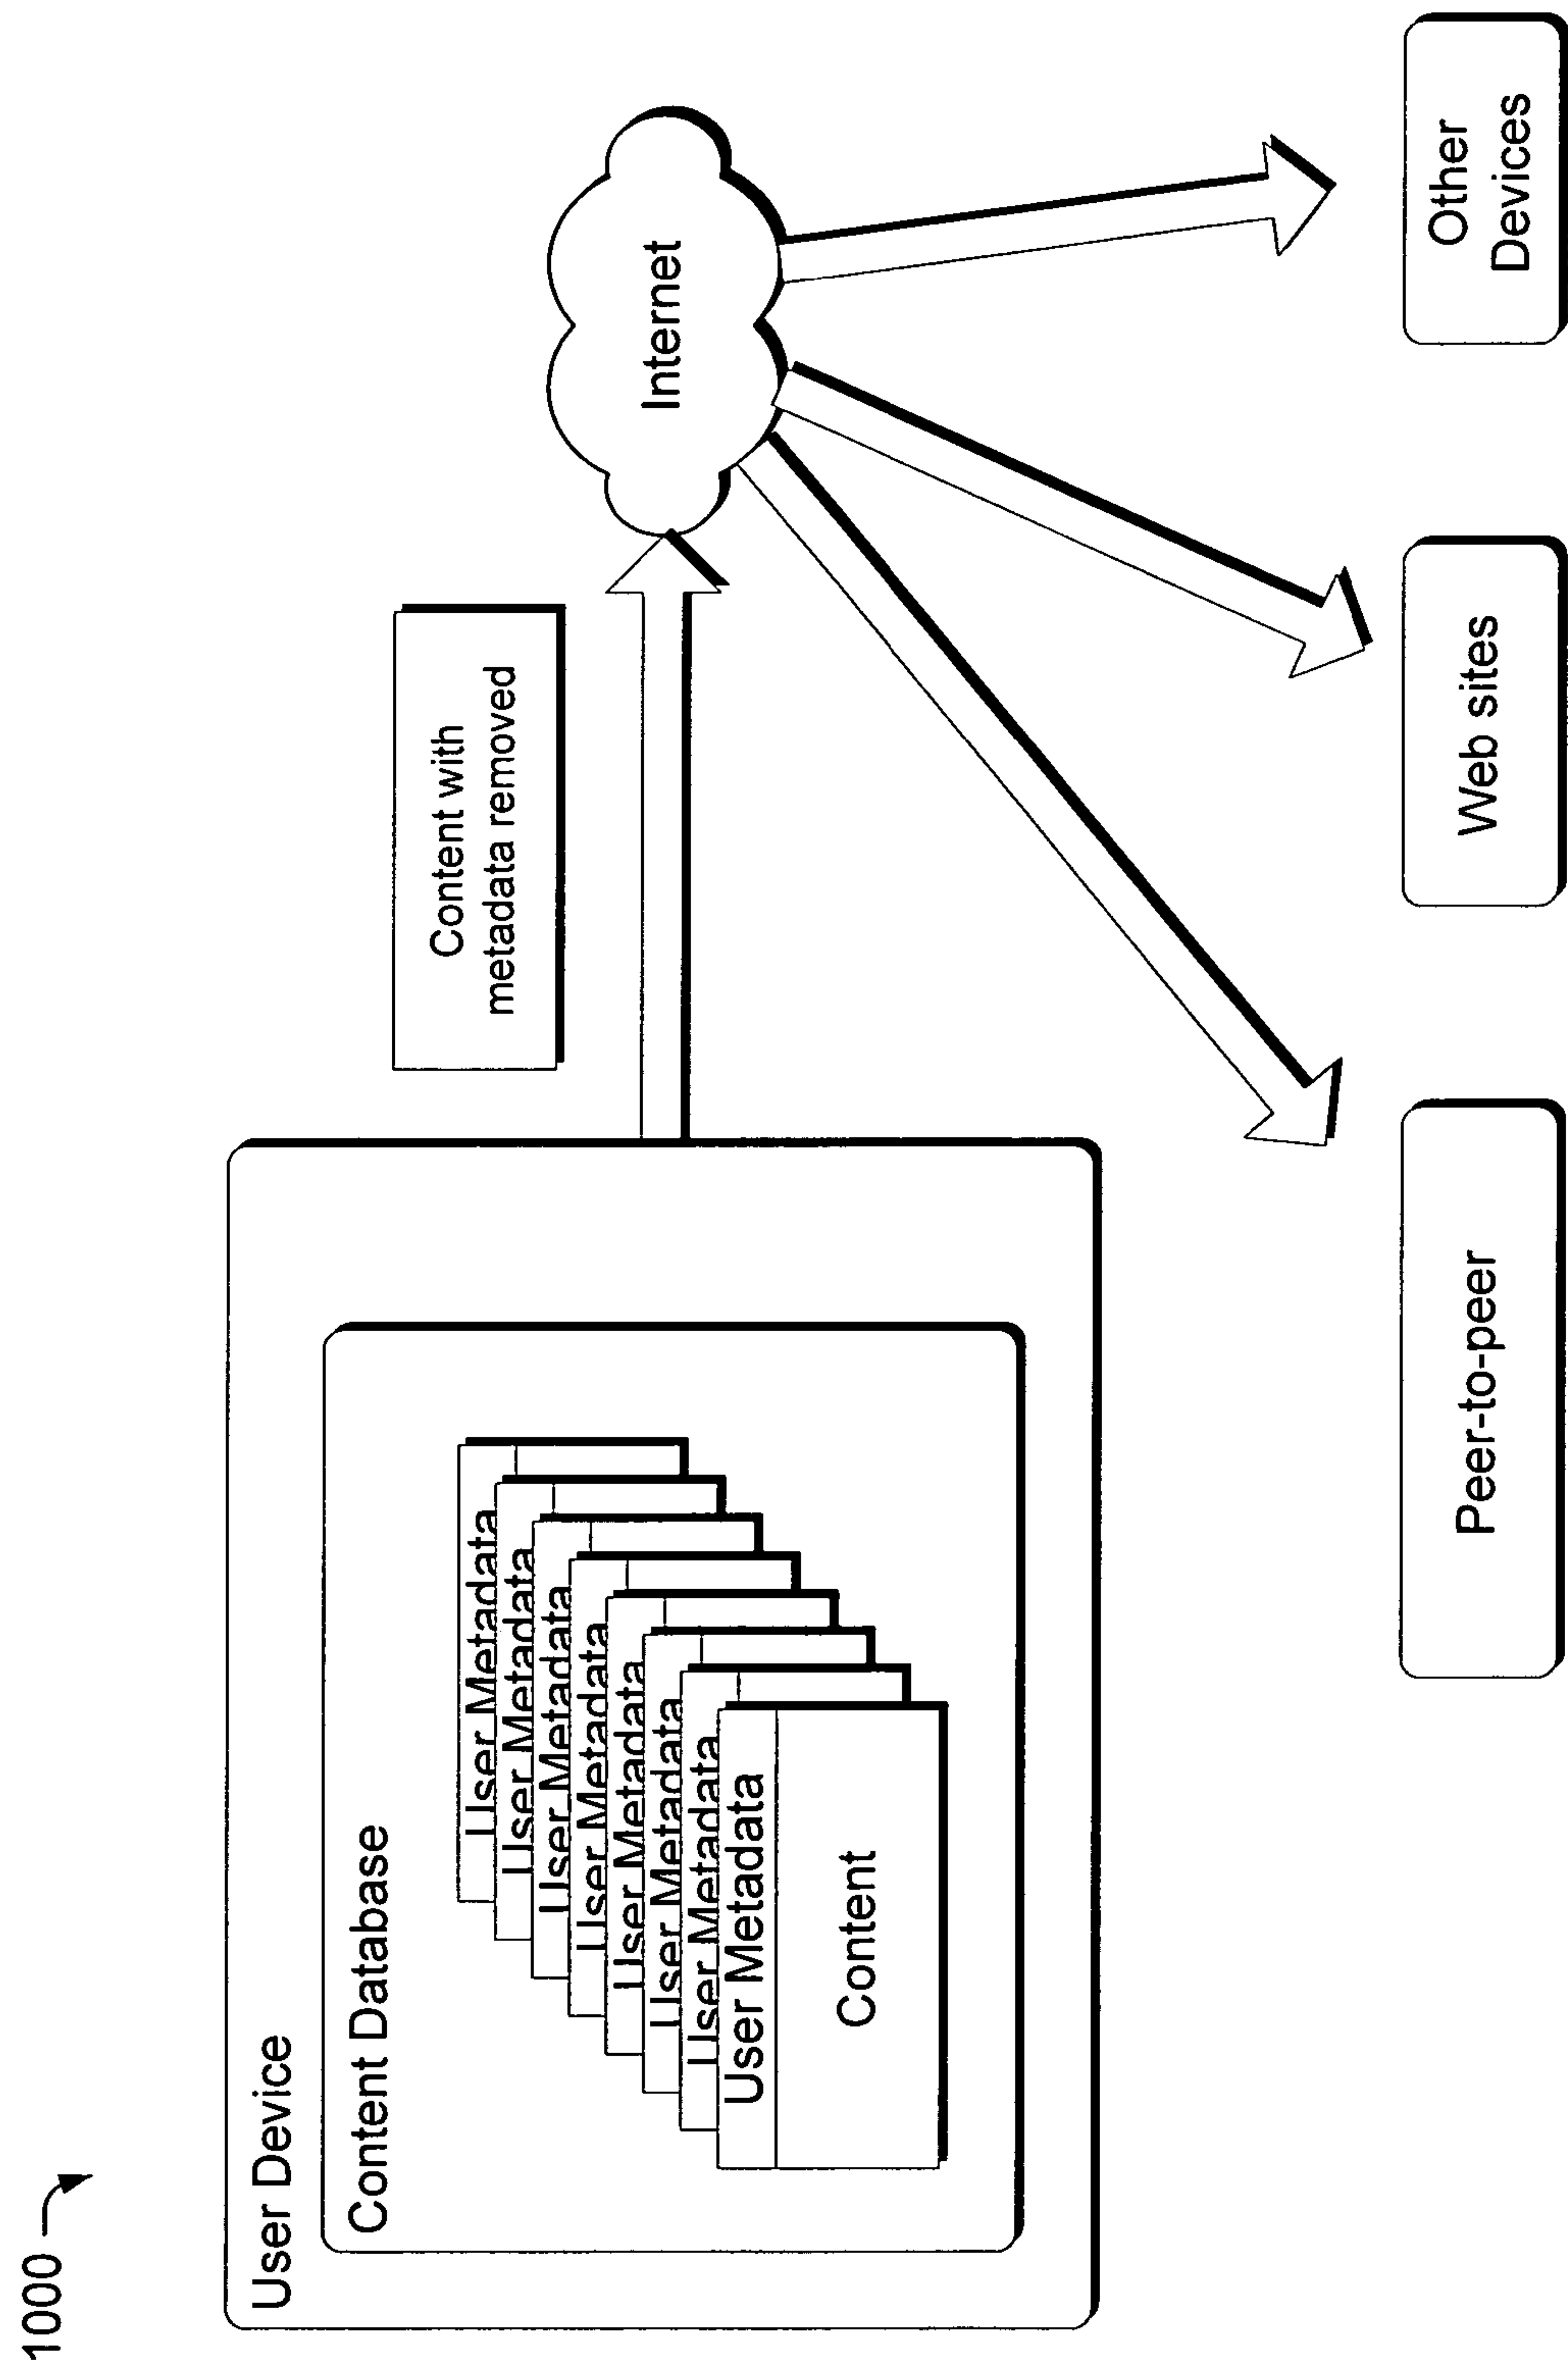 1000
User Device
Content Database
User Metadata
User Metadata
User Metadata
User Metadata
User Metadata
User Metadata
User Metadata
User Metadata
Content
Content with
metadata removed
Internet
Peer-to-peer
Web sites
Other
Devices